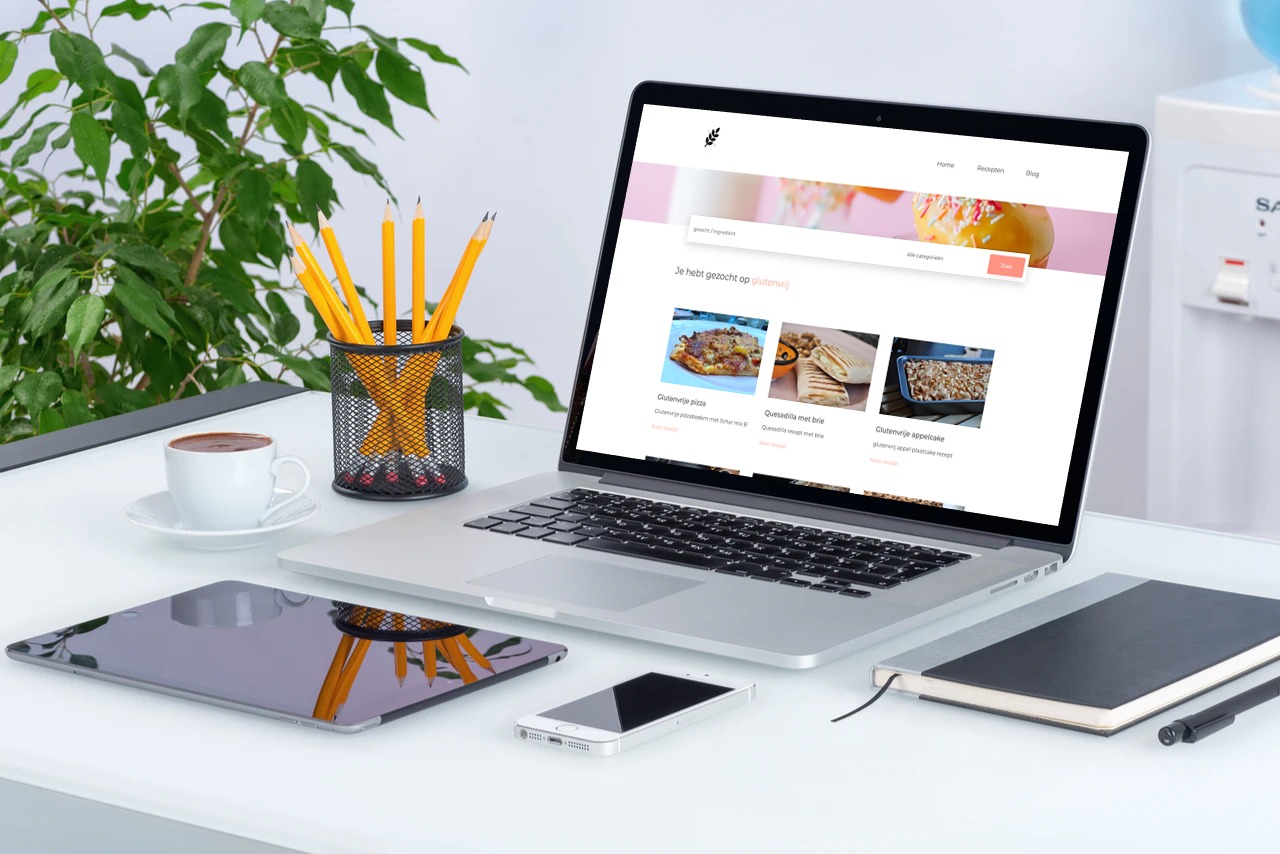 Home Recepten Blog
gerecht / ingredient
Alle categorieën
Zoek
Je hebt gezocht op glutenvrij
Glutenvrije pizza
Glutenvrije pizzabodem met Schar mix B
Naar recept
Quesadilla met brie
Quesadilla recept met brie
Naar recept
Glutenvrije appelcake
glutenvrij appel plaatcake recept
Naar recept
SA